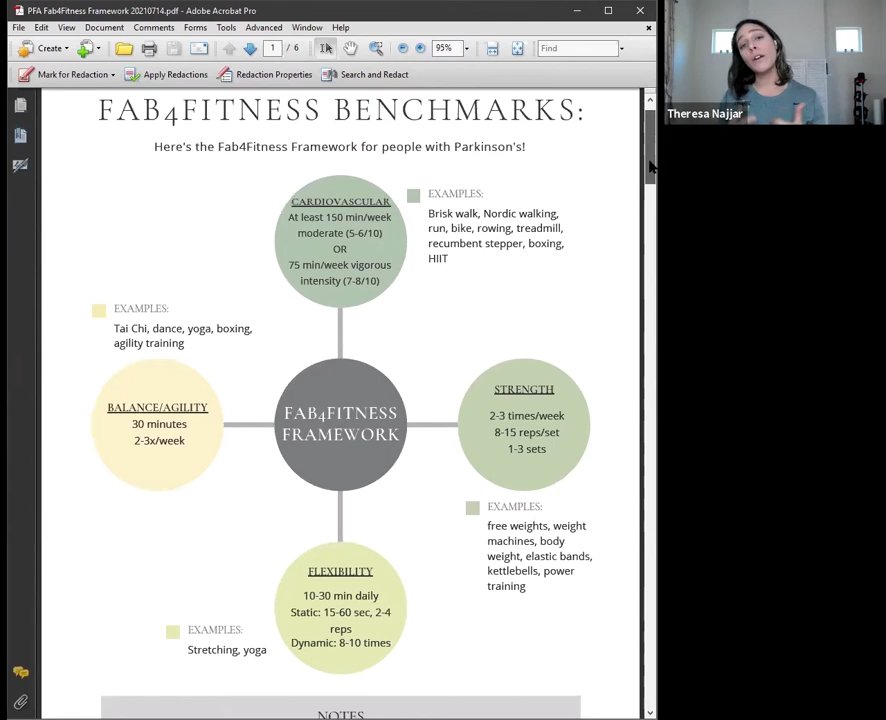 PFA Fab4Fitness Framework 20210714.pdf - Adobe Acrobat Pro
File Edit View Document Comments Forms Tools Advanced Window Help
Create 1 / 6 95% Find
Mark for Redaction Apply Redactions Redaction Properties Search and Redact
Theresa Najjar
FAB4FITNESS BENCHMARKS:
Here's the Fab4Fitness Framework for people with Parkinson's!
CARDIOVASCULAR
At least 150 min/week
moderate (5-6/10)
OR
75 min/week vigorous
intensity (7-8/10)
EXAMPLES:
Brisk walk, Nordic walking,
run, bike, rowing, treadmill,
recumbent stepper, boxing,
HIIT
EXAMPLES:
Tai Chi, dance, yoga, boxing,
agility training
BALANCE/AGILITY
30 minutes
2-3x/week
FAB4FITNESS
FRAMEWORK
STRENGTH
2-3 times/week
8-15 reps/set
1-3 sets
EXAMPLES:
free weights, weight
machines, body
weight, elastic bands,
kettlebells, power
training
FLEXIBILITY
10-30 min daily
Static: 15-60 sec, 2-4
reps
Dynamic: 8-10 times
EXAMPLES:
Stretching, yoga
NOTES